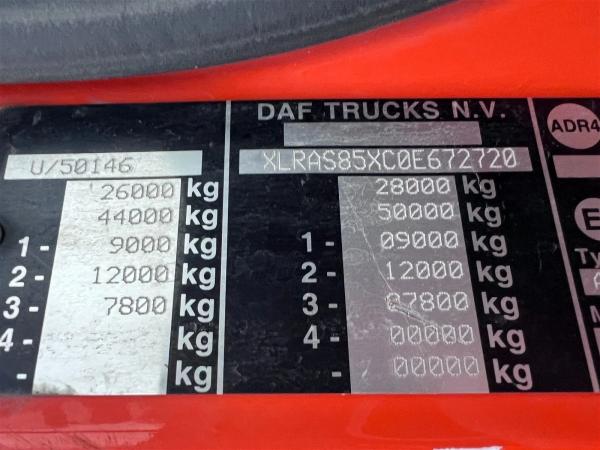 DAF TRUCKS N.V.
ADR4
U/50146
XLRAS85XC0E672720
26000 kg
28000 kg
44000 kg
50000 kg
1- 9000 kg
1- 09000 kg
E
2- 12000 kg
2- 12000 kg
Ty
3- 7800 kg
3- 07800 kg
M
4- kg
4- 00000 kg
- kg
- 00000 kg